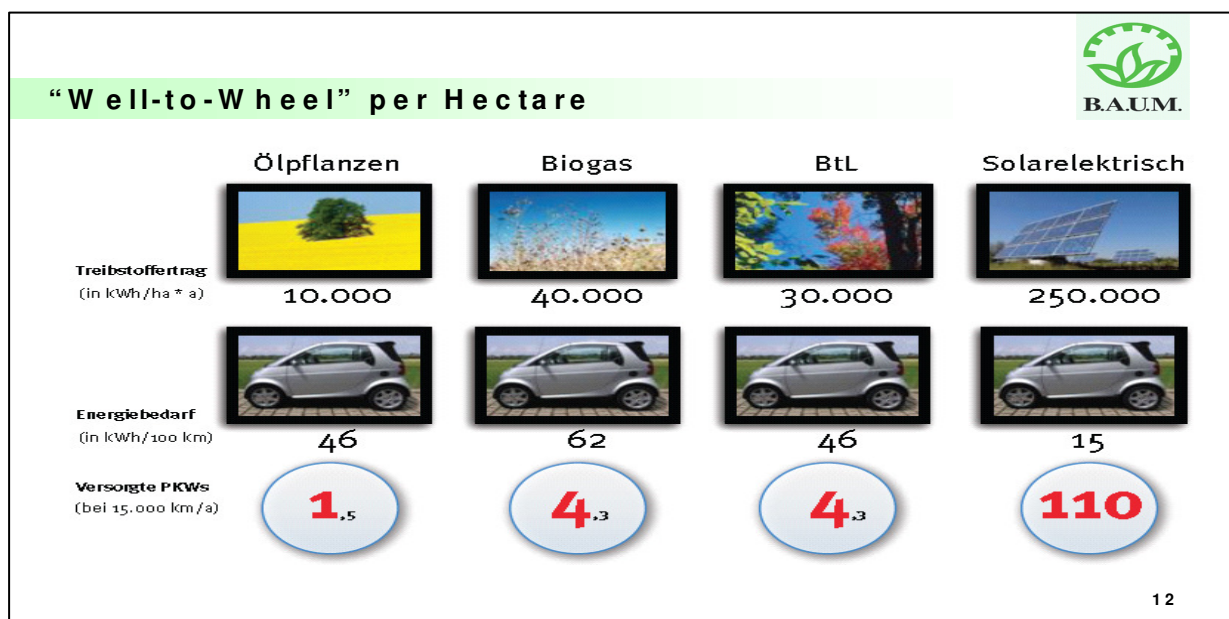 “Well-to-Wheel” per Hectare
B.A.U.M.
Ölpflanzen Biogas BtL Solarelektrisch
Treibstoffertrag
(in kWh/ha * a) 10.000 40.000 30.000 250.000
Energiebedarf
(in kWh/100 km) 46 62 46 15
Versorgte PKWs
(bei 15.000 km/a) 1,5 4,3 4,3 110
12